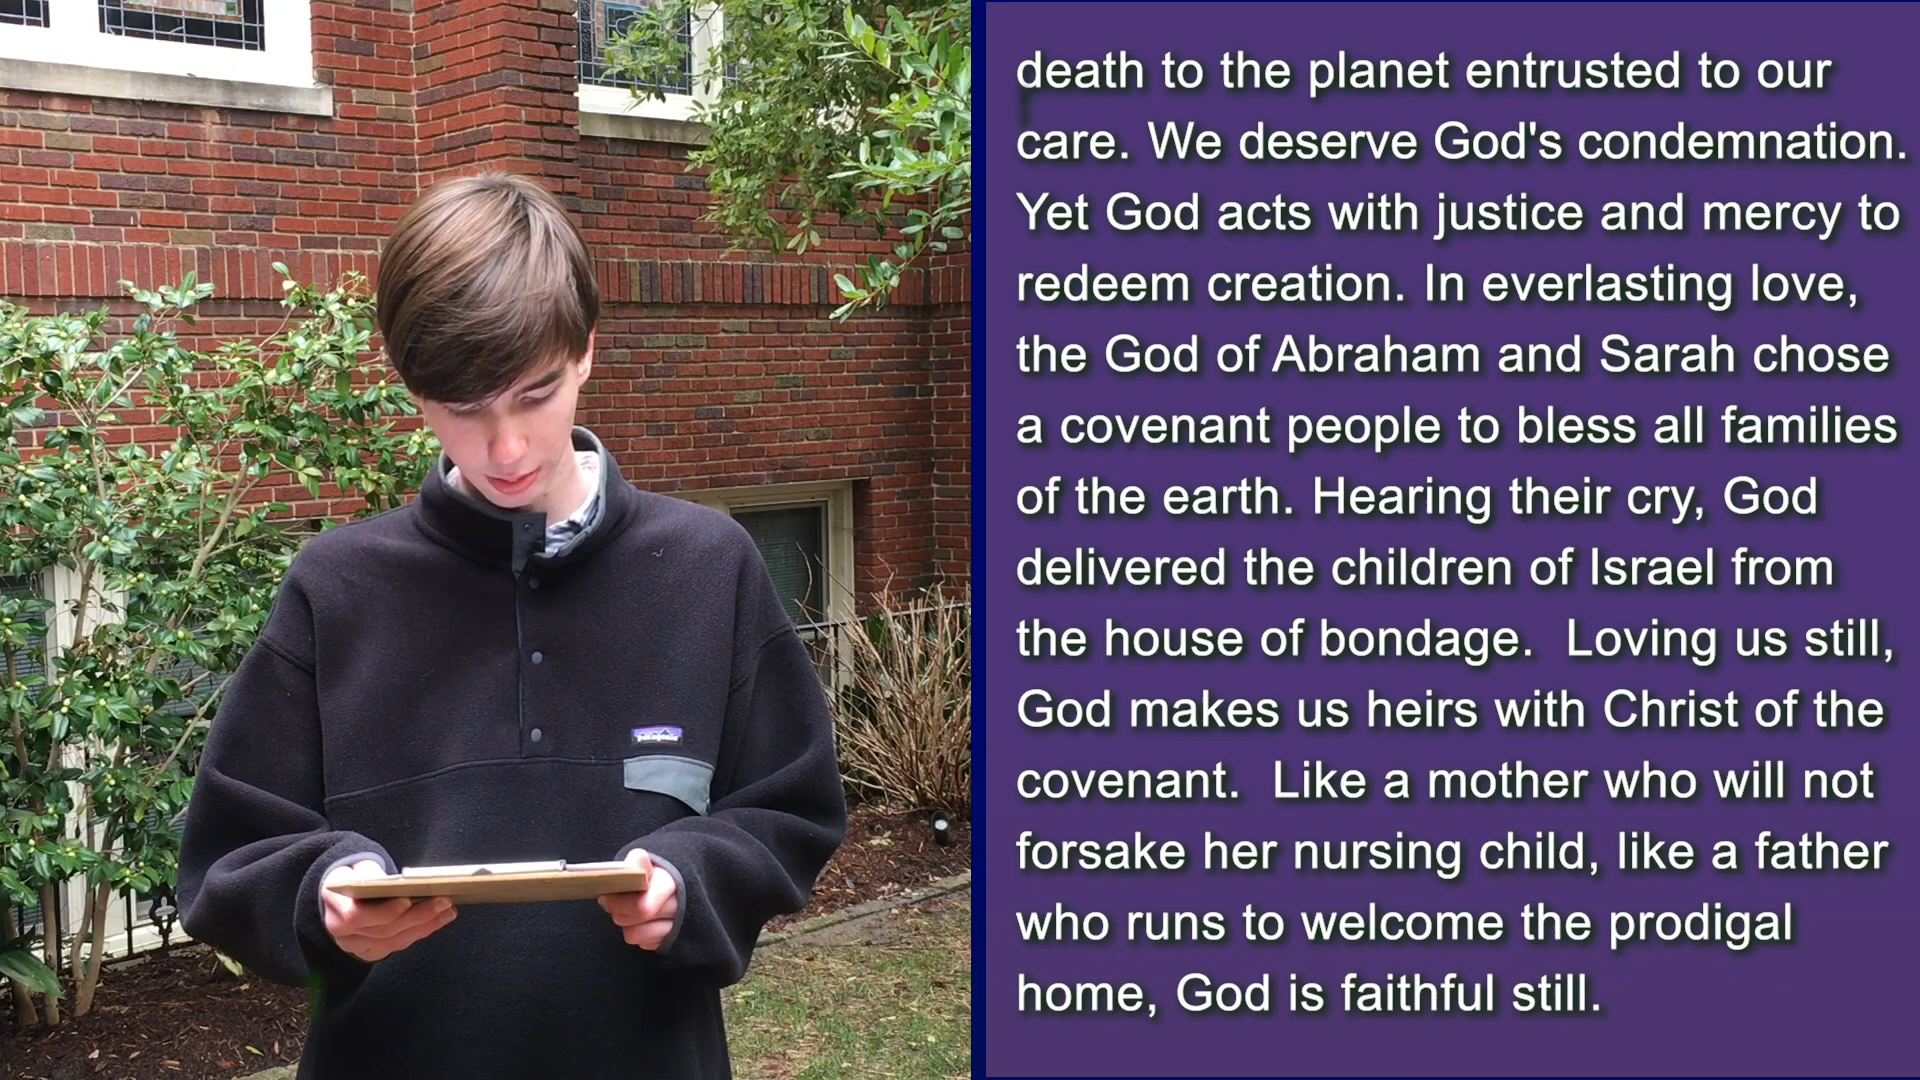 death to the planet entrusted to our
care. We deserve God's condemnation.
Yet God acts with justice and mercy to
redeem creation. In everlasting love,
the God of Abraham and Sarah chose
a covenant people to bless all families
of the earth. Hearing their cry, God
delivered the children of Israel from
the house of bondage.  Loving us still,
God makes us heirs with Christ of the
covenant.  Like a mother who will not
forsake her nursing child, like a father
who runs to welcome the prodigal
home, God is faithful still.
patagonia